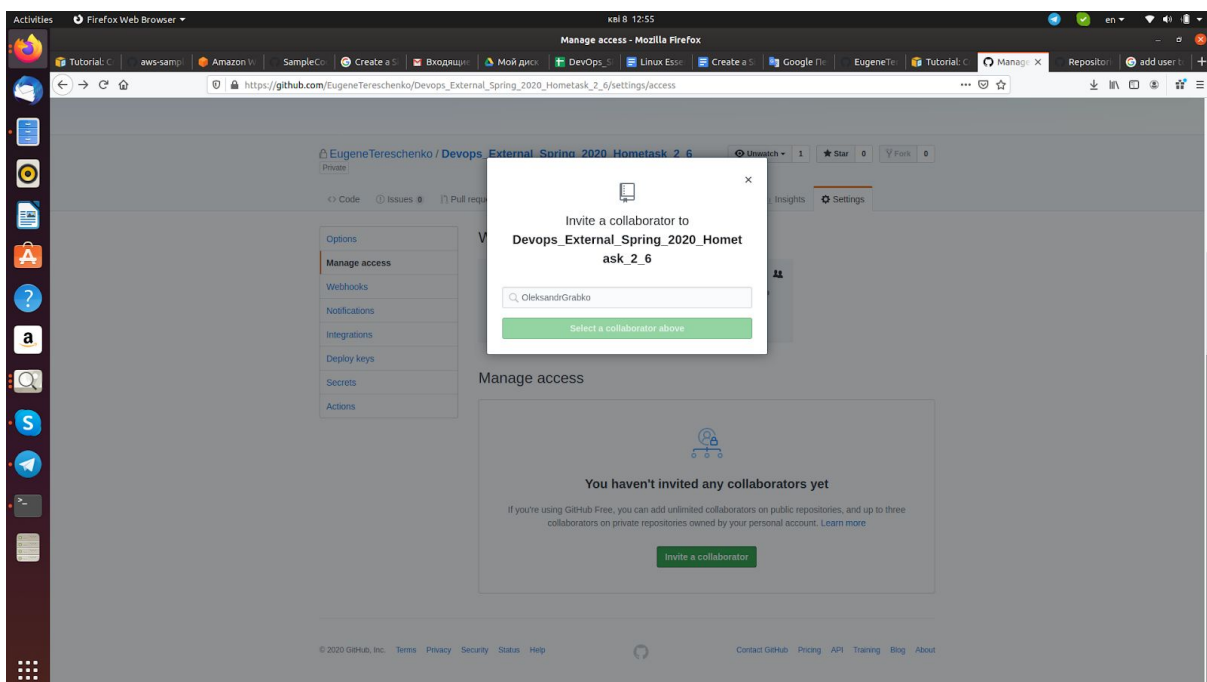 Activities Firefox Web Browser кві 8 12:55 en
Manage access - Mozilla Firefox
Tutorial: C aws-sampl Amazon W SampleCo Create a S Входящие Мой диск DevOps_S Linux Esse Create a S Google Пе EugeneTer Tutorial: C Manage Repositori add user to
https://github.com/EugeneTereschenko/Devops_External_Spring_2020_Hometask_2_6/settings/access
EugeneTereschenko / Devops_External_Spring_2020_Hometask_2_6 Unwatch 1 Star 0 Fork 0
Private
Code Issues 0 Pull requ Insights Settings
Invite a collaborator to
Devops_External_Spring_2020_Homet
ask_2_6
OleksandrGrabko
Select a collaborator above
Options
Manage access
Webhooks
Notifications
Integrations
Deploy keys
Secrets
Actions
Manage access
You haven't invited any collaborators yet
If you're using GitHub Free, you can add unlimited collaborators on public repositories, and up to three
collaborators on private repositories owned by your personal account. Learn more
Invite a collaborator
© 2020 GitHub, Inc. Terms Privacy Security Status Help Contact GitHub Pricing API Training Blog About